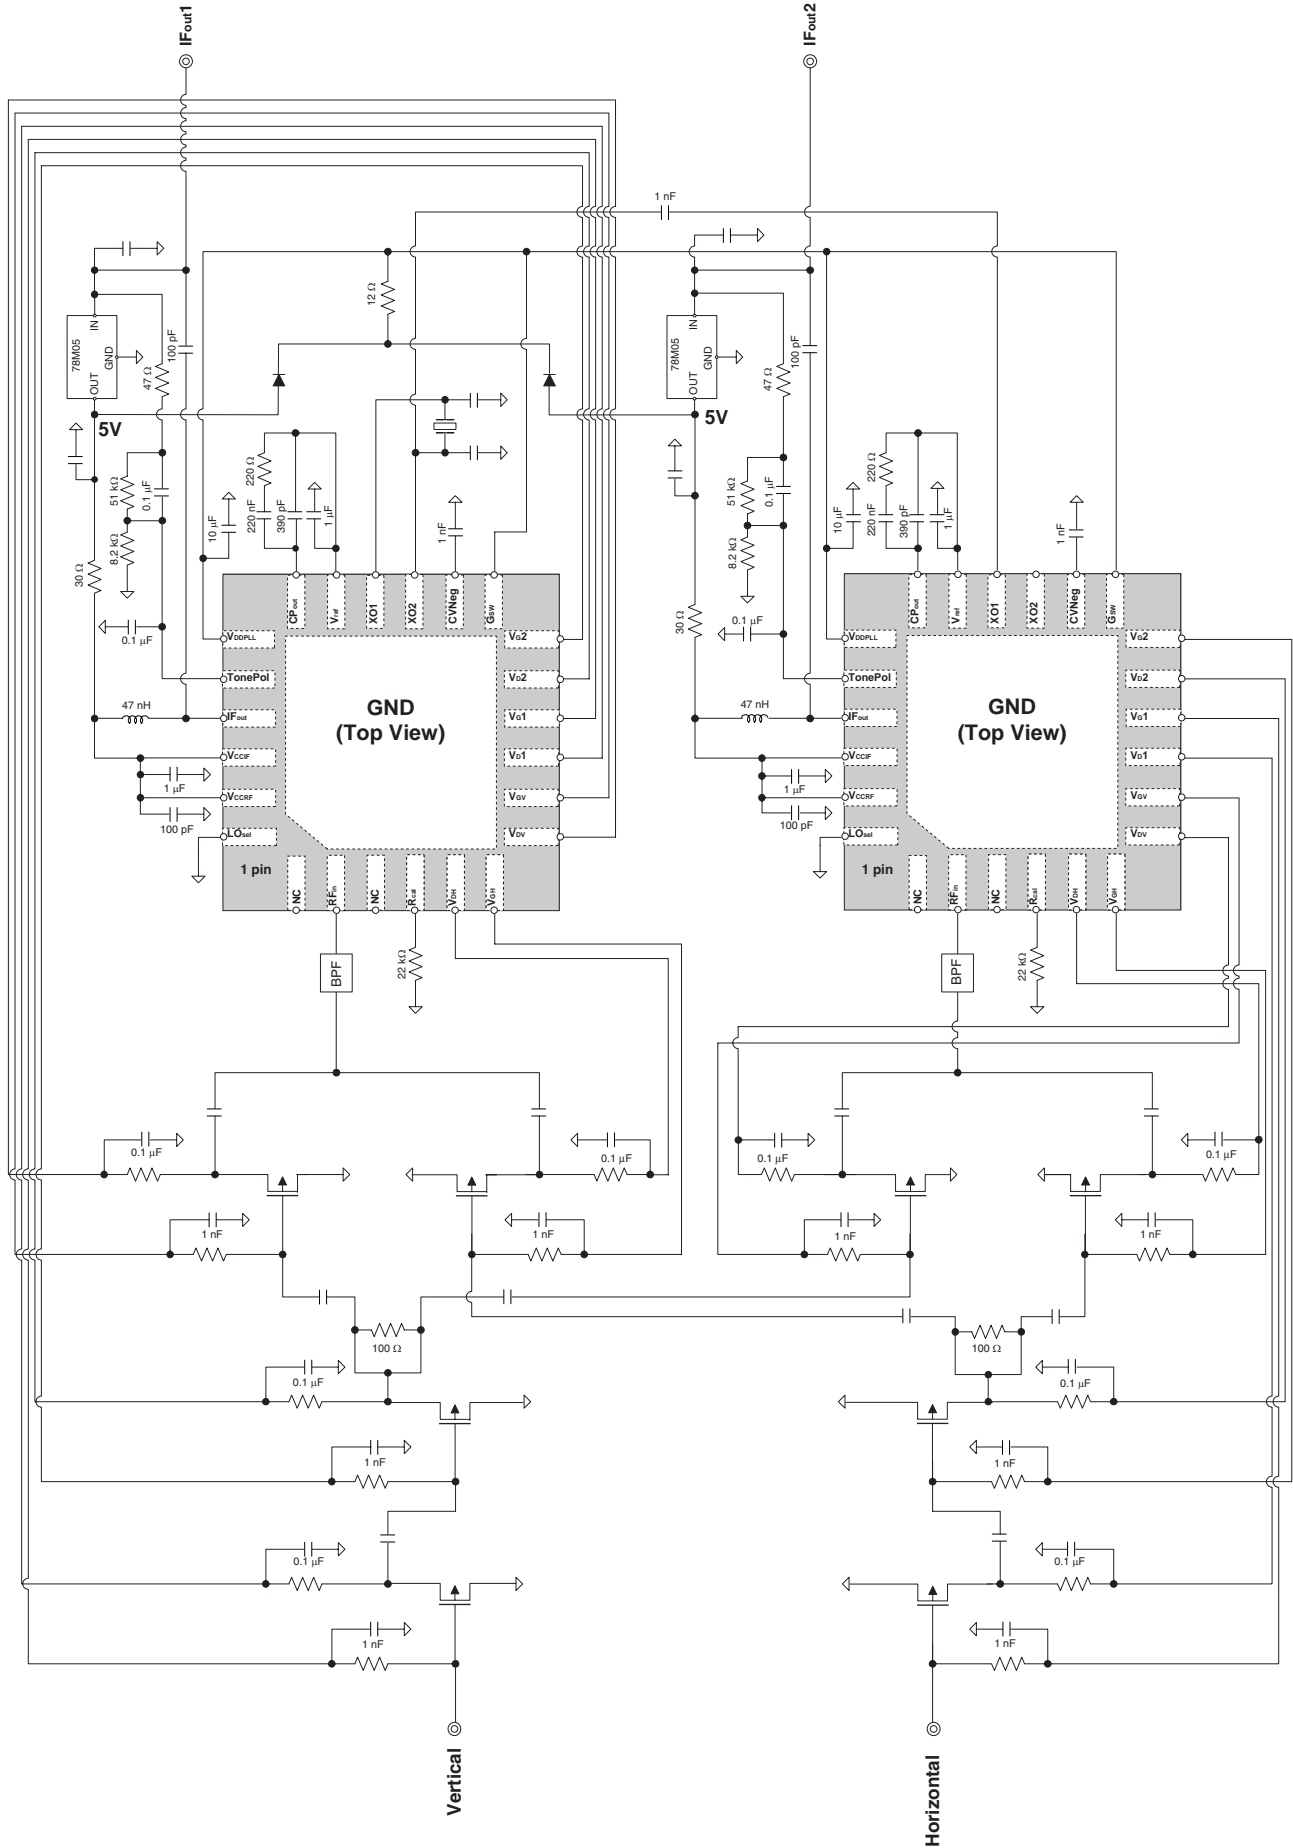 IFout1
IFout2
1 nF
IN
78M05
GND
OUT
100 pF
47 Ω
12 Ω
5V
IN
78M05
GND
OUT
100 pF
47 Ω
5V
51 kΩ
0.1 μF
8.2 kΩ
30 Ω
0.1 μF
10 μF
220 Ω
220 nF
390 pF
1 μF
1 nF
51 kΩ
0.1 μF
8.2 kΩ
30 Ω
0.1 μF
10 μF
220 Ω
220 nF
390 pF
1 μF
1 nF
CPout
Vref
XO1
XO2
CVNeg
GSW
VDDPLL
TonePol
IFout
VCCIF
VCCRF
LOsel
VG2
VD2
VG1
VD1
VGV
VDV
GND
(Top View)
1 pin
NC
RFin
NC
Rcal
VDH
VGH
47 nH
1 μF
100 pF
CPout
Vref
XO1
XO2
CVNeg
GSW
VDDPLL
TonePol
IFout
VCCIF
VCCRF
LOsel
VG2
VD2
VG1
VD1
VGV
VDV
GND
(Top View)
1 pin
NC
RFin
NC
Rcal
VDH
VGH
47 nH
1 μF
100 pF
BPF
22 kΩ
BPF
22 kΩ
0.1 μF
0.1 μF
0.1 μF
0.1 μF
1 nF
1 nF
1 nF
1 nF
100 Ω
100 Ω
0.1 μF
0.1 μF
1 nF
1 nF
0.1 μF
0.1 μF
1 nF
1 nF
Vertical
Horizontal